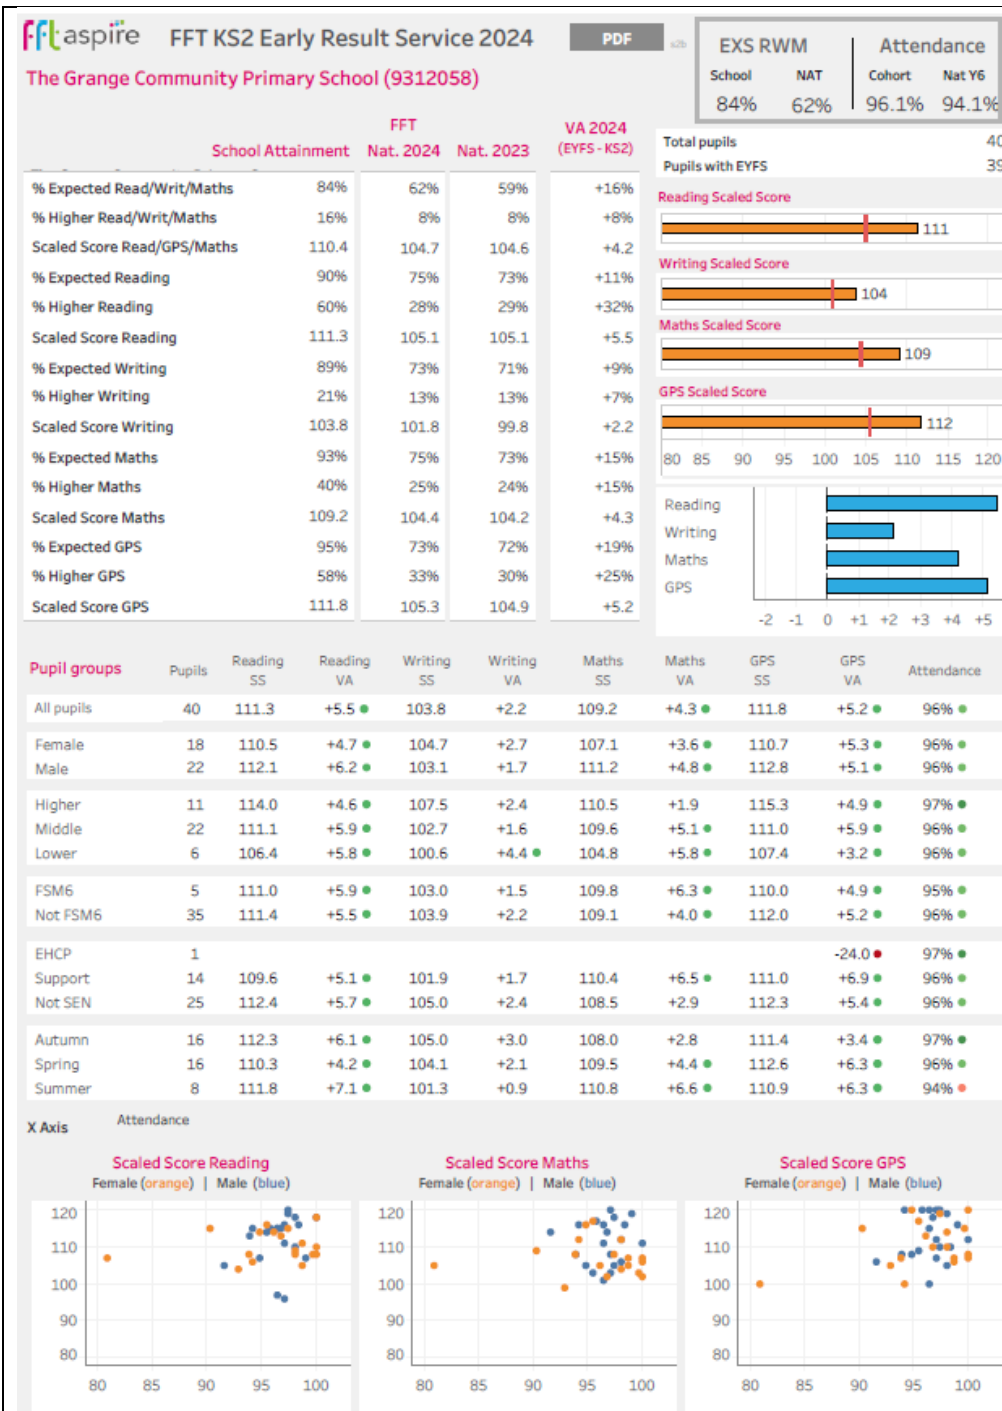 fft aspire FFT KS2 Early Result Service 2024 PDF s2b
The Grange Community Primary School (9312058)
EXS RWM Attendance
School NAT Cohort Nat Y6
84% 62% 96.1% 94.1%
FFT VA 2024
School Attainment Nat. 2024 Nat. 2023 (EYFS - KS2)
% Expected Read/Writ/Maths 84% 62% 59% +16%
% Higher Read/Writ/Maths 16% 8% 8% +8%
Scaled Score Read/GPS/Maths 110.4 104.7 104.6 +4.2
% Expected Reading 90% 75% 73% +11%
% Higher Reading 60% 28% 29% +32%
Scaled Score Reading 111.3 105.1 105.1 +5.5
% Expected Writing 89% 73% 71% +9%
% Higher Writing 21% 13% 13% +7%
Scaled Score Writing 103.8 101.8 99.8 +2.2
% Expected Maths 93% 75% 73% +15%
% Higher Maths 40% 25% 24% +15%
Scaled Score Maths 109.2 104.4 104.2 +4.3
% Expected GPS 95% 73% 72% +19%
% Higher GPS 58% 33% 30% +25%
Scaled Score GPS 111.8 105.3 104.9 +5.2
Total pupils 40
Pupils with EYFS 39
Reading Scaled Score
111
Writing Scaled Score
104
Maths Scaled Score
109
GPS Scaled Score
112
80 85 90 95 100 105 110 115 120
Reading
Writing
Maths
GPS
-2 -1 0 +1 +2 +3 +4 +5
Pupil groups Pupils Reading SS Reading VA Writing SS Writing VA Maths SS Maths VA GPS SS GPS VA Attendance
All pupils 40 111.3 +5.5 103.8 +2.2 109.2 +4.3 111.8 +5.2 96%
Female 18 110.5 +4.7 104.7 +2.7 107.1 +3.6 110.7 +5.3 96%
Male 22 112.1 +6.2 103.1 +1.7 111.2 +4.8 112.8 +5.1 96%
Higher 11 114.0 +4.6 107.5 +2.4 110.5 +1.9 115.3 +4.9 97%
Middle 22 111.1 +5.9 102.7 +1.6 109.6 +5.1 111.0 +5.9 96%
Lower 6 106.4 +5.8 100.6 +4.4 104.8 +5.8 107.4 +3.2 96%
FSM6 5 111.0 +5.9 103.0 +1.5 109.8 +6.3 110.0 +4.9 95%
Not FSM6 35 111.4 +5.5 103.9 +2.2 109.1 +4.0 112.0 +5.2 96%
EHCP 1 -24.0 97%
Support 14 109.6 +5.1 101.9 +1.7 110.4 +6.5 111.0 +6.9 96%
Not SEN 25 112.4 +5.7 105.0 +2.4 108.5 +2.9 112.3 +5.4 96%
Autumn 16 112.3 +6.1 105.0 +3.0 108.0 +2.8 111.4 +3.4 97%
Spring 16 110.3 +4.2 104.1 +2.1 109.5 +4.4 112.6 +6.3 96%
Summer 8 111.8 +7.1 101.3 +0.9 110.8 +6.6 110.9 +6.3 94%
X Axis Attendance
Scaled Score Reading
Female (orange) | Male (blue)
120
110
100
90
80
80 85 90 95 100
Scaled Score Maths
Female (orange) | Male (blue)
120
110
100
90
80
80 85 90 95 100
Scaled Score GPS
Female (orange) | Male (blue)
120
110
100
90
80
80 85 90 95 100